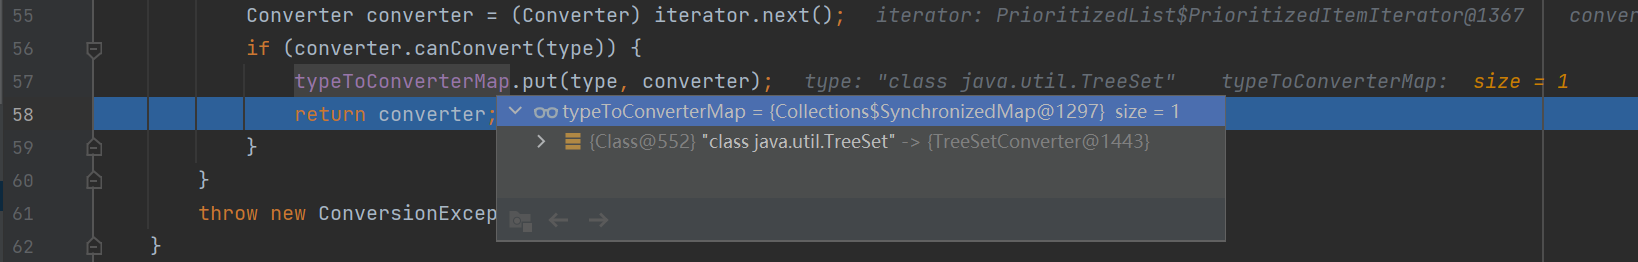 55 Converter converter = (Converter) iterator.next(); iterator: PrioritizedList$PrioritizedItemIterator@1367 conver
56 if (converter.canConvert(type)) {
57 typeToConverterMap.put(type, converter); type: "class java.util.TreeSet" typeToConverterMap: size = 1
58 return converter;
typeToConverterMap = {Collections$SynchronizedMap@1297} size = 1
59 }
{Class@552} "class java.util.TreeSet" -> {TreeSetConverter@1443}
60 }
61 throw new ConversionExcep
62 }